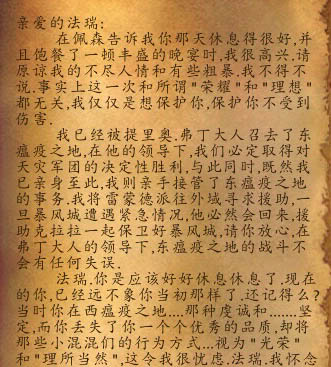 亲爱的法瑞:
在佩森告诉我你那天休息得很好,并
且饱餐了一顿丰盛的晚宴时,我很高兴.请
原谅我的不尽人情和有些粗暴.我不得不
说.事实上这一次和所谓"荣耀"和"理想"
都无关,我仅仅是想保护你,保护你不受到
伤害.
我已经被提里奥.弗丁大人召去了东
瘟疫之地,在他的领导下,我们必定取得对
天灾军团的决定性胜利,与此同时,既然我
已亲身至此,我则亲手接管了东瘟疫之地
的事务,我将雷蒙德派往外域寻求援助,一
旦暴风城遭遇紧急情况,他必然会回来,援
助克拉拉一起保卫好暴风城,请你放心,在
弗丁大人的领导下,东瘟疫之地的战斗不
会有任何失误.
法瑞.你是应该好好休息休息了.现在
的你,已经远不象你当初那样了.还记得么?
当时你在西瘟疫之地....那种虔诚和.......坚
定,而你丢失了你一个个优秀的品质,却将
那些小混混们的行为方式...视为"光荣"
和"理所当然",这令我很忧虑.法瑞.我怀念